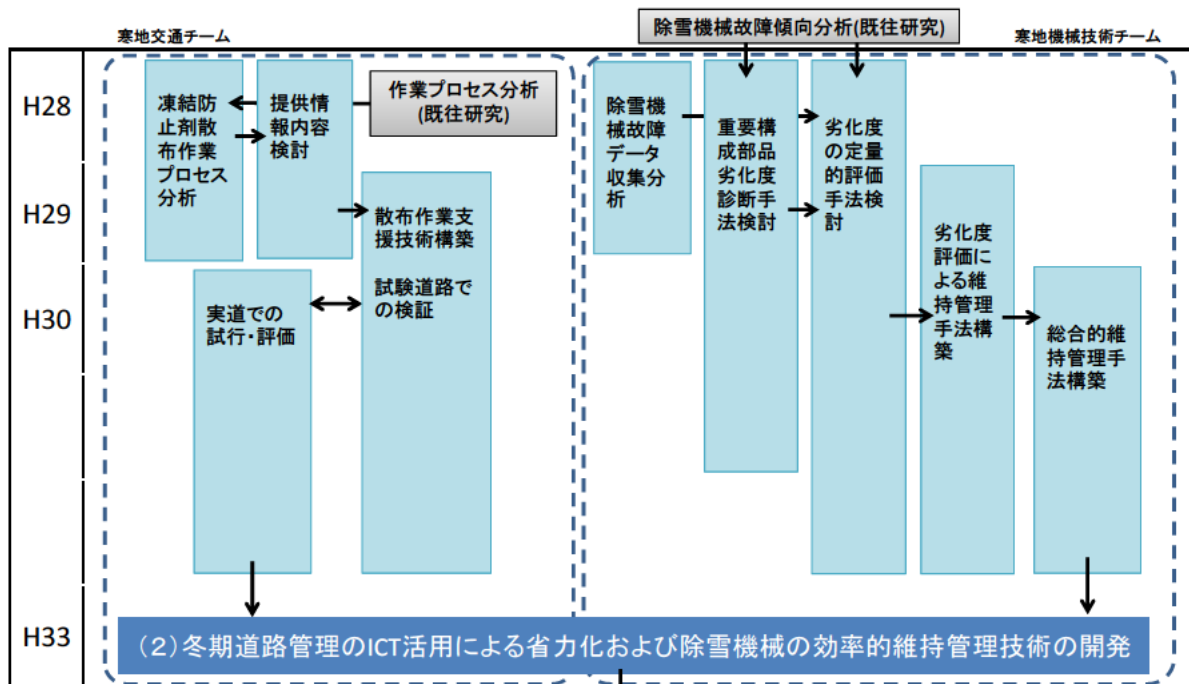 寒地交通チーム
除雪機械故障傾向分析(既往研究)
寒地機械技術チーム
H28
凍結防
止剤散
布作業
プロセス
分析
提供情
報内容
検討
作業プロセス分析
(既往研究)
除雪機
械故障
データ
収集分
析
重要構
成部品
劣化度
診断手
法検討
劣化度
の定量
的評価
手法検
討
H29
散布作業支
援技術構築
試験道路で
の検証
劣化度
評価によ
る維
持管理
手法構
築
H30
実道での
試行・評価
総合的維
持管理手
法構築
H33
(2)冬期道路管理のICT活用による省力化および除雪機械の効率的維持管理技術の開発